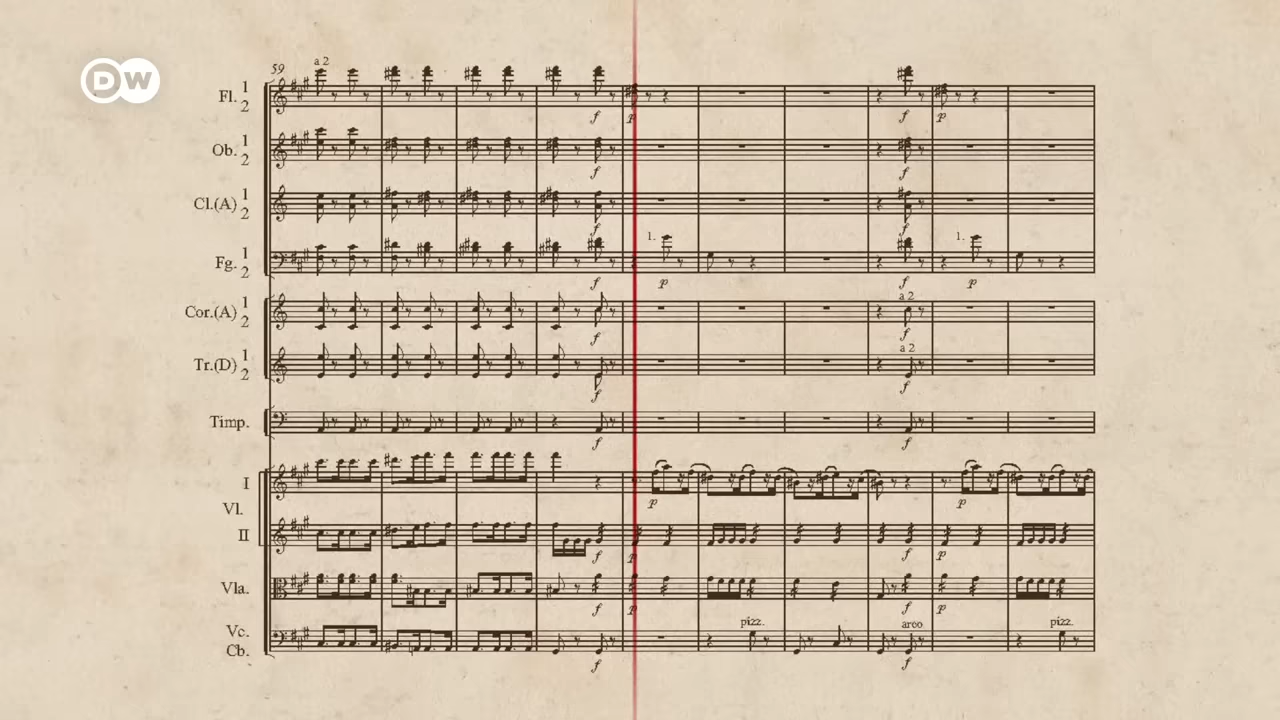 DW
59
a 2
Fl. 1
2
f p f p
Ob. 1
2
f f
Cl.(A) 1
2
f f
1. 1.
Fg. 1
2
f p f p
a 2
Cor.(A) 1
2
f f
a 2
Tr.(D) 1
2
f f
Timp.
f f
I
p p
Vl.
II
f p f p
Vla.
f p f p
pizz. arco pizz.
Vc.
Cb.
f f